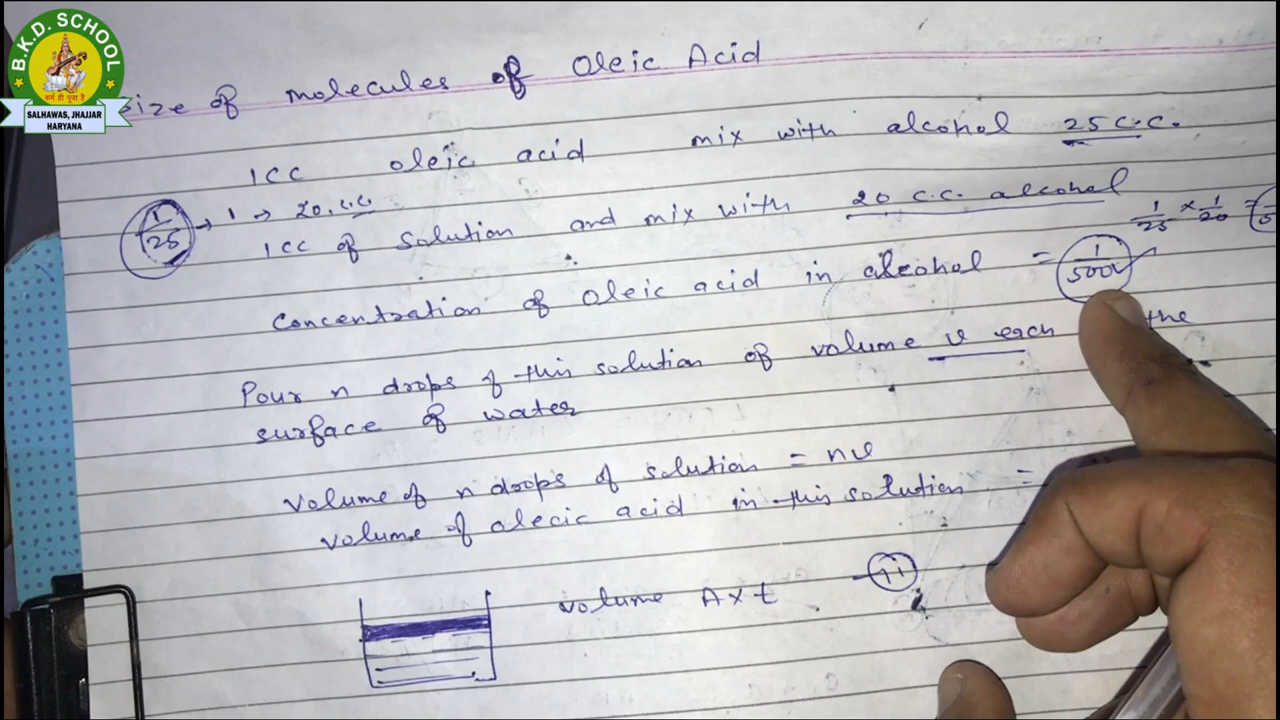 B.K.D. SCHOOL
SALHAWAS, JHAJJAR
HARYANA
size of molecules of Oleic Acid
1CC oleic acid mix with alcohol 25 C.C.
1/25 → 1 → 20.C.C.
1CC of solution and mix with 20 C.C. alcohol
1/25 × 1/20 =
Concentration of oleic acid in alcohol = 1/500
Pour n drops of this solution of volume v each the
surface of water
Volume of n drops of solution = nv
volume of alecic acid in this solution =
volume A×t